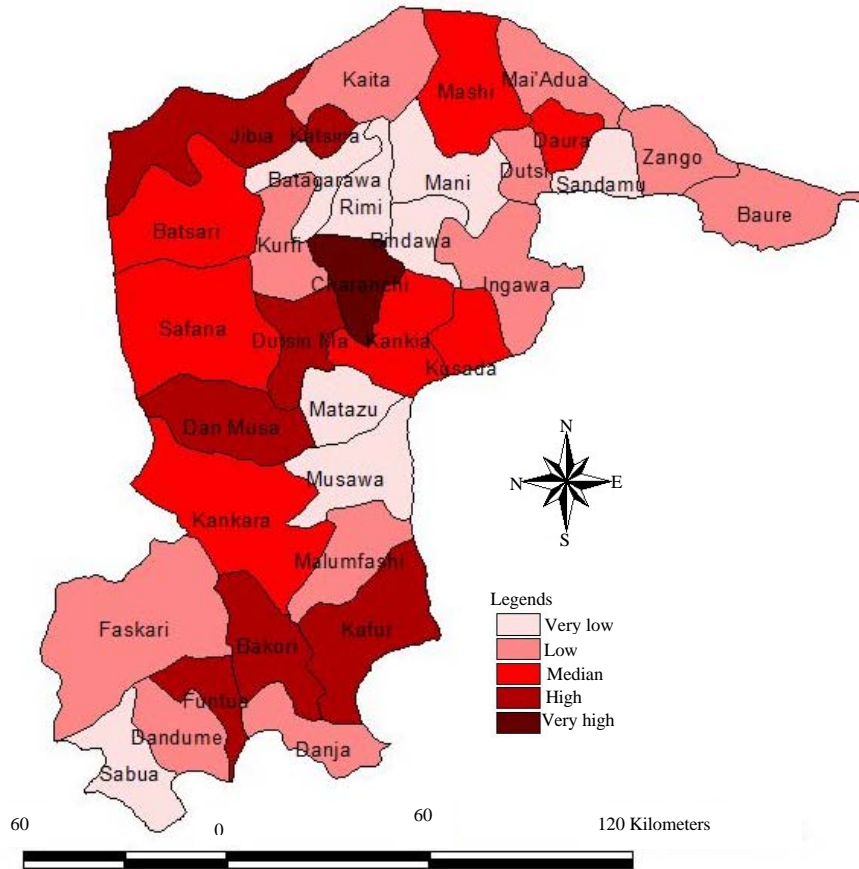 Kaita
Mashi
Mai'Adua
Jibia
Katsina
Daura
Zango
Batagarawa
Mani
Dutsi
Sandamu
Rimi
Baure
Batsari
Kurfi
Bindawa
Charanchi
Ingawa
Safana
Dutsin Ma
Kankia
Kusada
Matazu
Dan Musa
Musawa
Kankara
Malumfashi
N
N
E
S
Faskari
Bakori
Kafur
Funtua
Dandume
Danja
Sabua
Legends
Very low
Low
Median
High
Very high
60 0 60 120 Kilometers